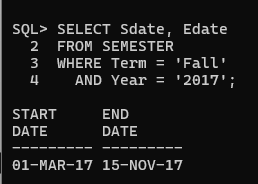 SQL> SELECT Sdate, Edate
  2  FROM SEMESTER
  3  WHERE Term = 'Fall'
  4    AND Year = '2017';
START     END
DATE      DATE
--------- ---------
01-MAR-17 15-NOV-17